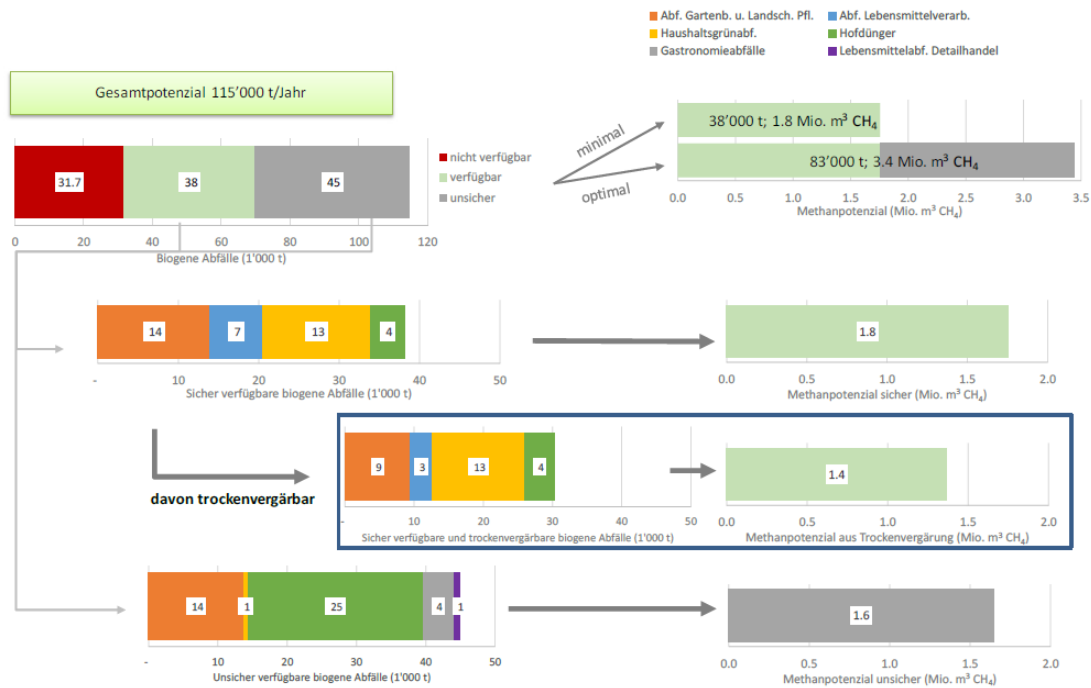 Abf. Gartenb. u. Landsch. Pfl.
Abf. Lebensmittelverarb.
Haushaltsgrünabf.
Hofdünger
Gastronomieabfälle
Lebensmittelabf. Detailhandel
Gesamtpotenzial 115’000 t/Jahr
31.7
38
45
0
20
40
60
80
100
120
Biogene Abfälle (1'000 t)
nicht verfügbar
verfügbar
unsicher
minimal
optimal
38’000 t; 1.8 Mio. m³ CH₄
83’000 t; 3.4 Mio. m³ CH₄
0.0
0.5
1.0
1.5
2.0
2.5
3.0
3.5
Methanpotenzial (Mio. m³ CH₄)
14
7
13
4
-
10
20
30
40
50
Sicher verfügbare biogene Abfälle (1'000 t)
1.8
0.0
0.5
1.0
1.5
2.0
Methanpotenzial sicher (Mio. m³ CH₄)
davon trockenvergärbar
9
3
13
4
-
10
20
30
40
50
Sicher verfügbare und trockenvergärbare biogene Abfälle (1'000 t)
1.4
0.0
0.5
1.0
1.5
2.0
Methanpotenzial aus Trockenvergärung (Mio. m³ CH₄)
14
1
25
4
1
-
10
20
30
40
50
Unsicher verfügbare biogene Abfälle (1'000 t)
1.6
0.0
0.5
1.0
1.5
2.0
Methanpotenzial unsicher (Mio. m³ CH₄)